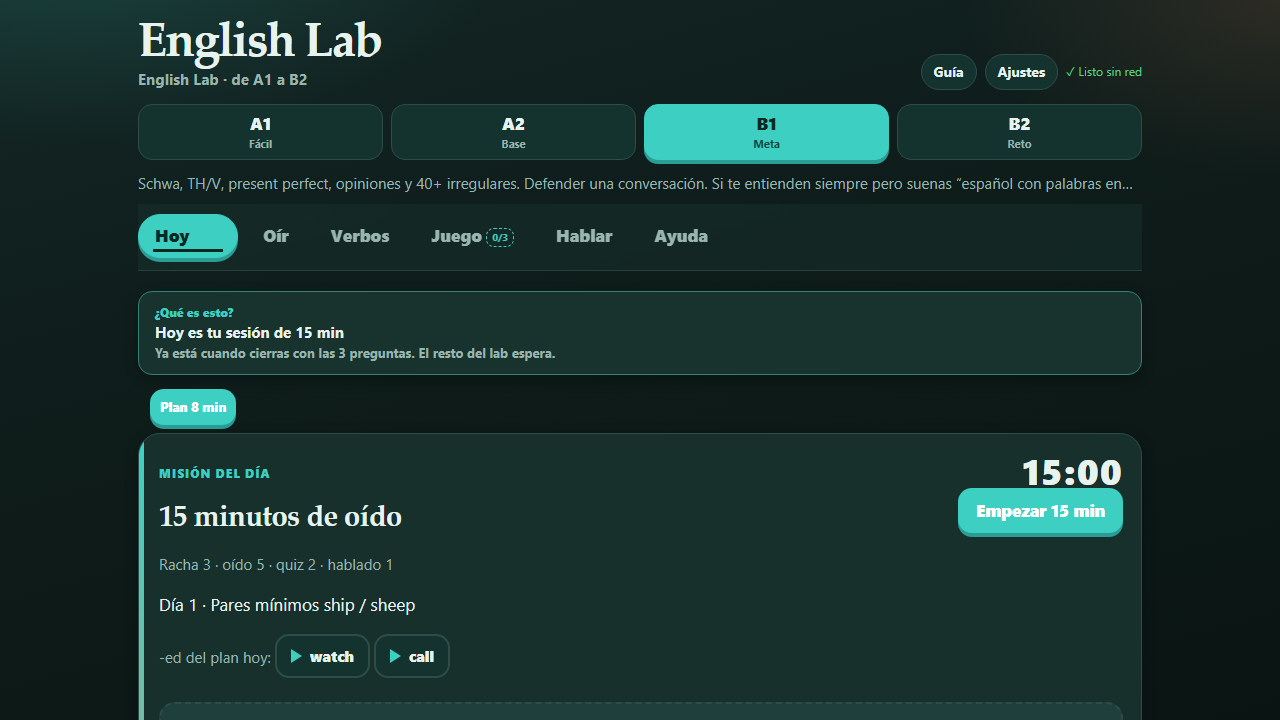 English Lab
English Lab · de A1 a B2
Guía
Ajustes
✓ Listo sin red
A1
Fácil
A2
Base
B1
Meta
B2
Reto
Schwa, TH/V, present perfect, opiniones y 40+ irregulares. Defender una conversación. Si te entienden siempre pero suenas “español con palabras en…
Hoy
Oír
Verbos
Juego 0/3
Hablar
Ayuda
¿Qué es esto?
Hoy es tu sesión de 15 min
Ya está cuando cierras con las 3 preguntas. El resto del lab espera.
Plan 8 min
MISIÓN DEL DÍA
15:00
15 minutos de oído
Empezar 15 min
Racha 3 · oído 5 · quiz 2 · hablado 1
Día 1 · Pares mínimos ship / sheep
-ed del plan hoy: ▶ watch ▶ call